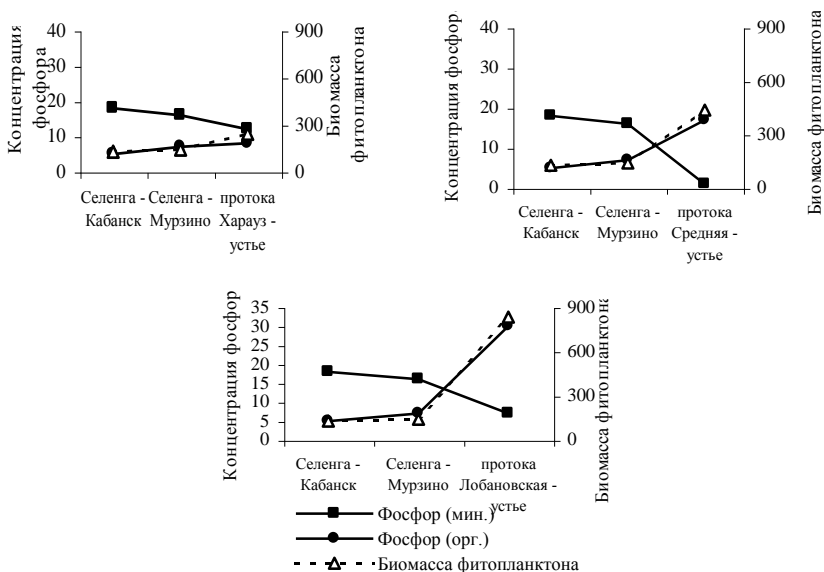 Концентрация
фосфора
40
30
20
10
0
900
600
300
0
Биомасса
фитопланктона
Селенга -
Кабанск
Селенга -
Мурзино
протока
Харауз -
устье
Концентрация фосфор.
40
30
20
10
0
900
600
300
0
Биомасса фитопланктона
Селенга -
Кабанск
Селенга -
Мурзино
протока
Средняя -
устье
Концентрация фосфор
35
30
25
20
15
10
5
0
900
600
300
0
Биомасса фитопланктона
Селенга -
Кабанск
Селенга -
Мурзино
протока
Лобановская -
устье
Фосфор (мин.)
Фосфор (орг.)
Биомасса фитопланктона